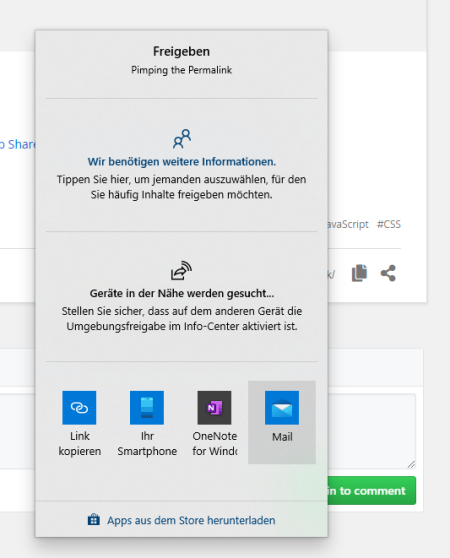 Freigeben
Pimping the Permalink
Wir benötigen weitere Informationen.
Tippen Sie hier, um jemanden auszuwählen, für den
Sie häufig Inhalte freigeben möchten.
Share
#CSS
Geräte in der Nähe werden gesucht...
Stellen Sie sicher, dass auf dem anderen Gerät die
Umgebungsfreigabe im Info-Center aktiviert ist.
Link
kopieren
Ihr
Smartphone
OneNote
for
Mail
to comment
Apps aus dem Store herunterladen